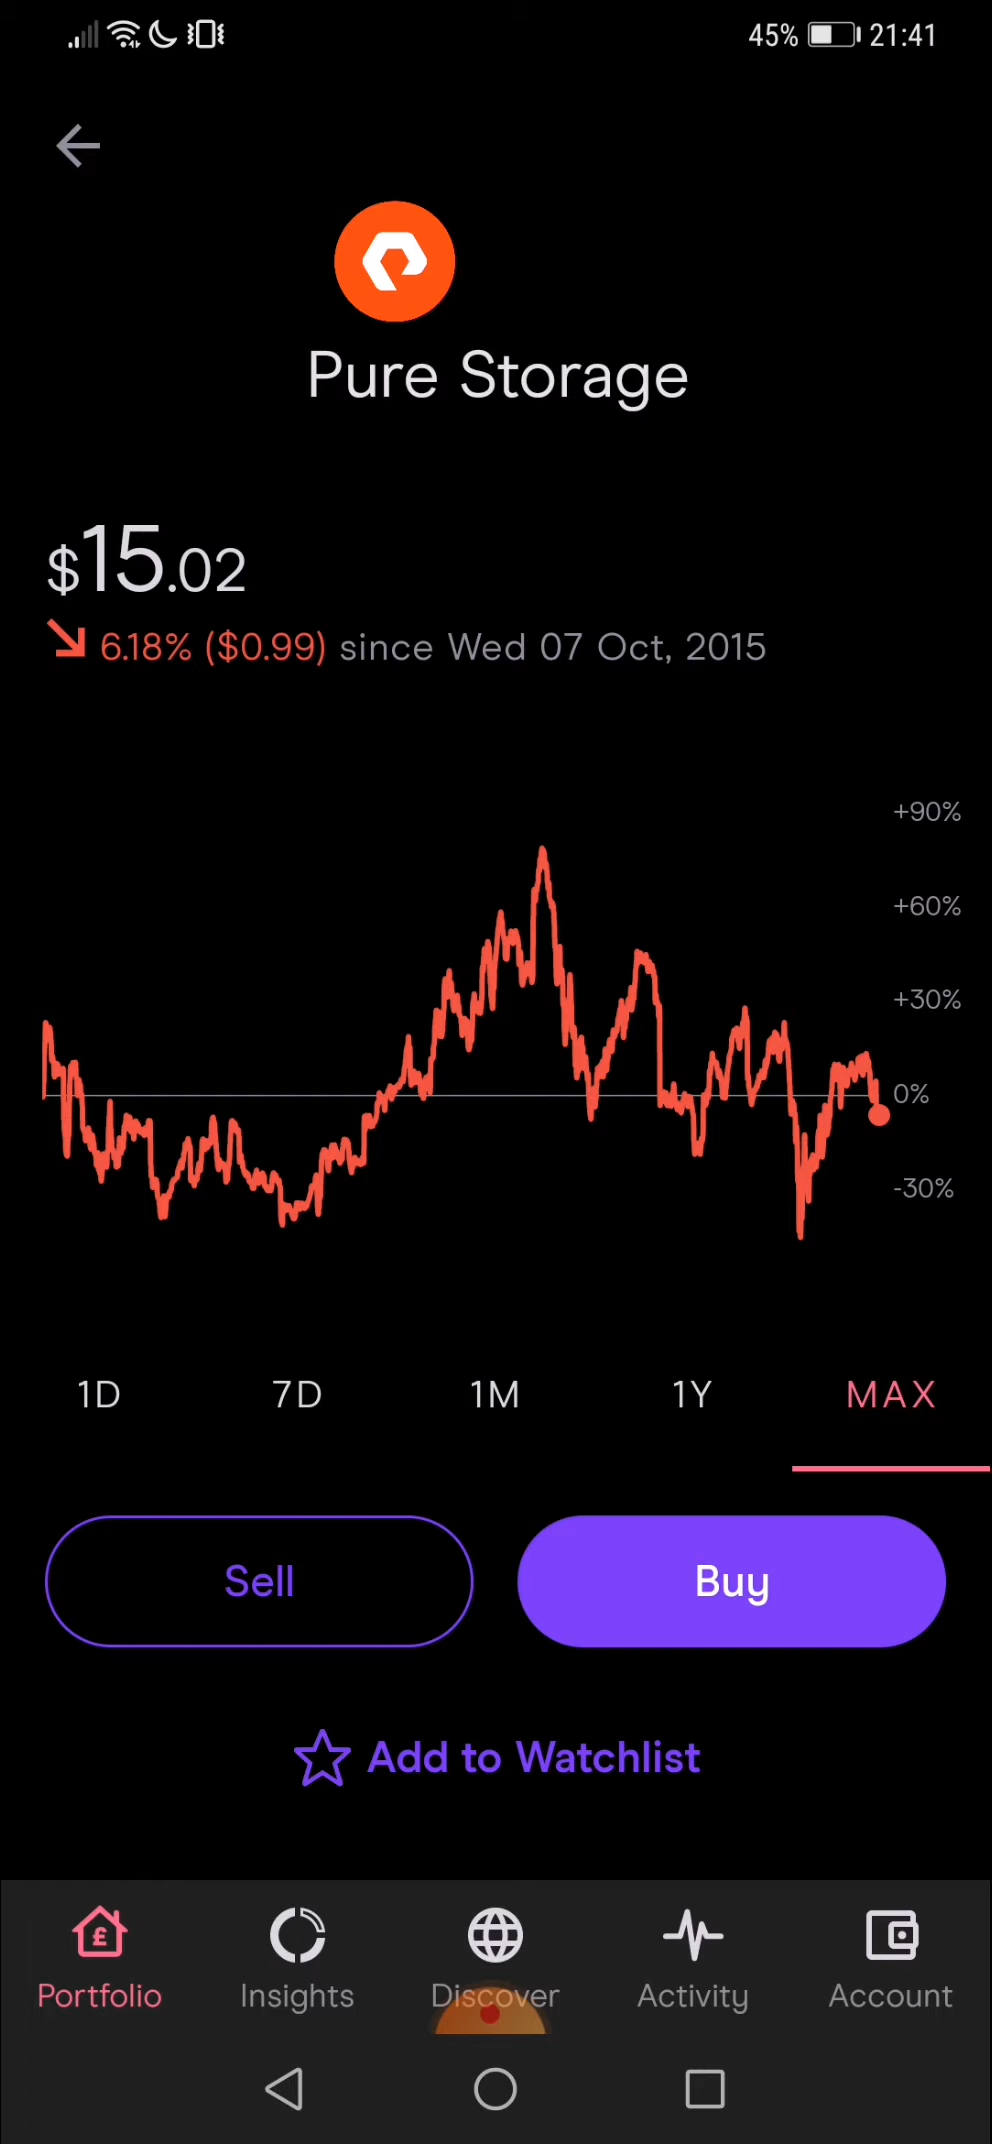 45% 21:41
Pure Storage
$15.02
6.18% ($0.99) since Wed 07 Oct, 2015
+90%
+60%
+30%
0%
-30%
1D 7D 1M 1Y MAX
Sell Buy
Add to Watchlist
£
Portfolio Insights Discover Activity Account